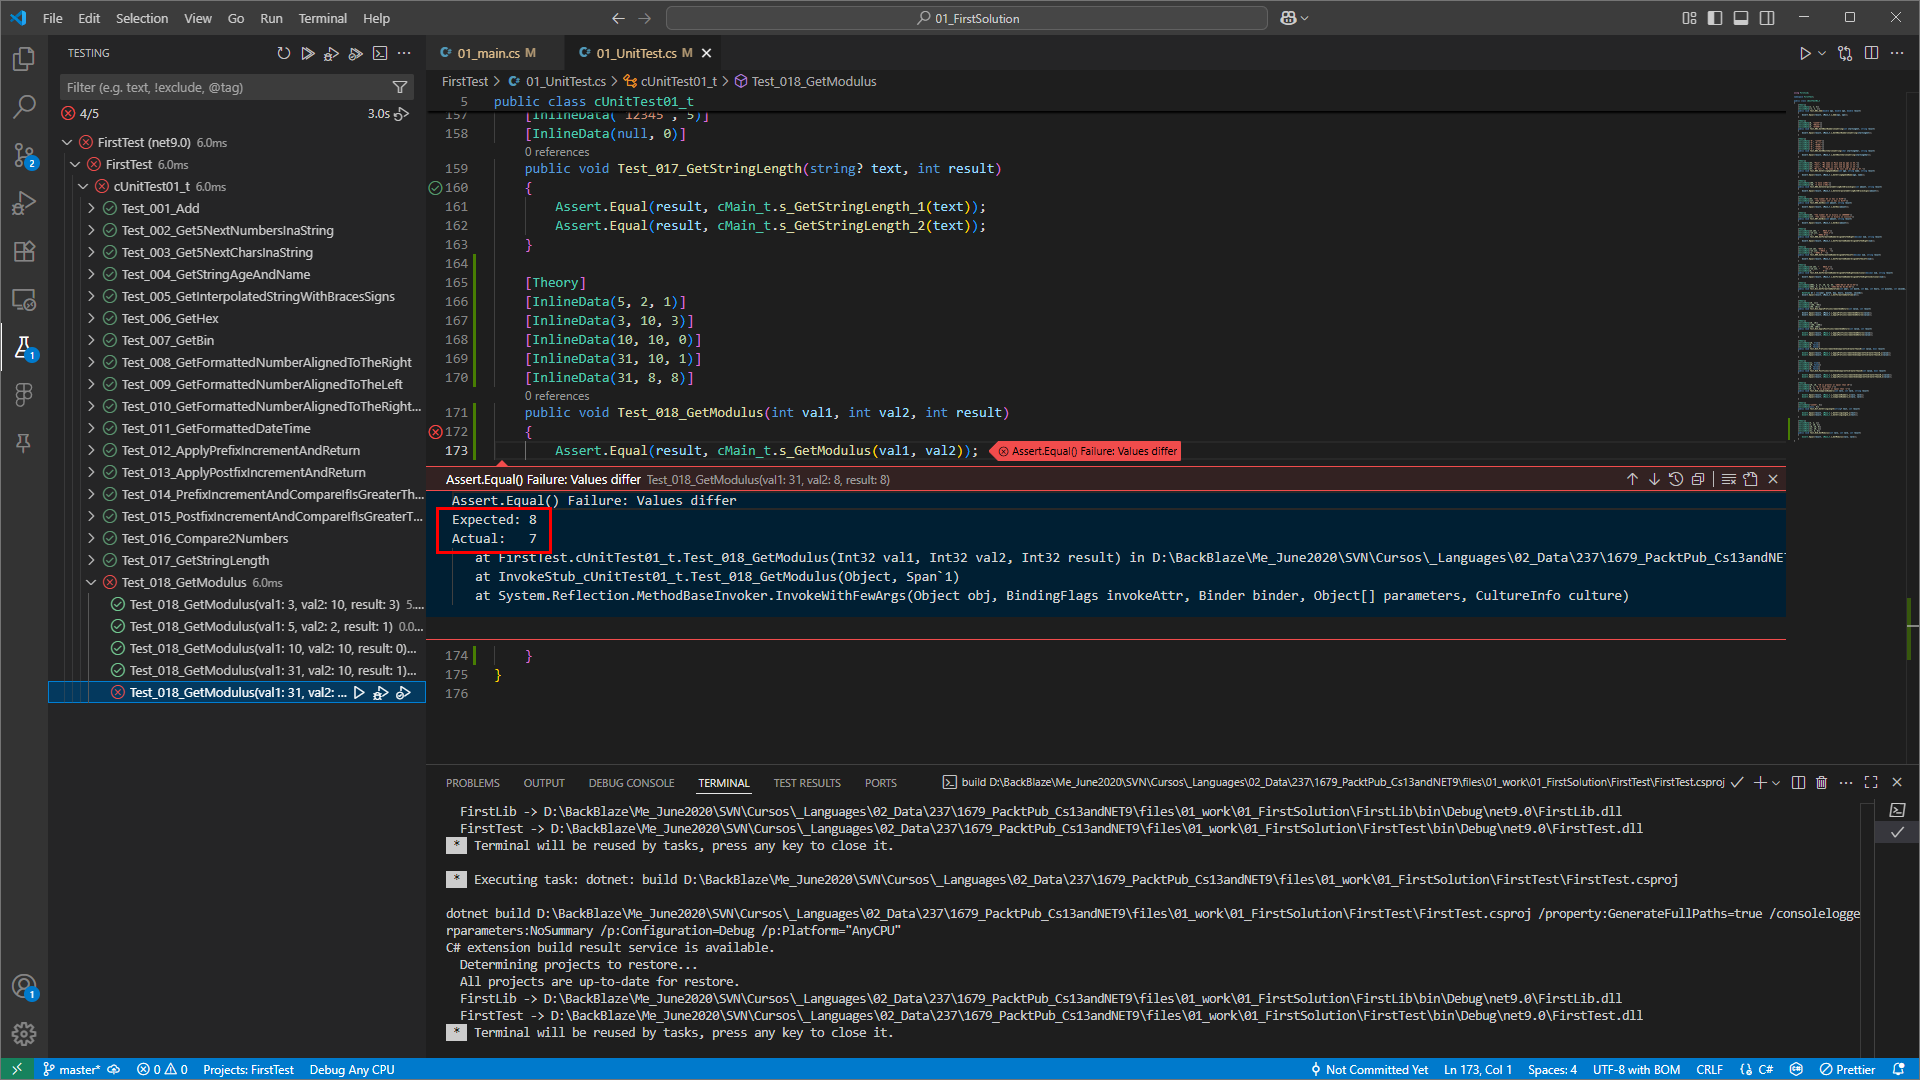 File Edit Selection View Go Run Terminal Help
01_FirstSolution
TESTING
Filter (e.g. text, !exclude, @tag)
4/5
3.0s
FirstTest (net9.0) 6.0ms
FirstTest 6.0ms
cUnitTest01_t 6.0ms
Test_001_Add
Test_002_Get5NextNumbersInaString
Test_003_Get5NextCharsInaString
Test_004_GetStringAgeAndName
Test_005_GetInterpolatedStringWithBracesSigns
Test_006_GetHex
Test_007_GetBin
Test_008_GetFormattedNumberAlignedToTheRight
Test_009_GetFormattedNumberAlignedToTheLeft
Test_010_GetFormattedNumberAlignedToTheRight...
Test_011_GetFormattedDateTime
Test_012_ApplyPrefixIncrementAndReturn
Test_013_ApplyPostfixIncrementAndReturn
Test_014_PrefixIncrementAndCompareIfIsGreaterTh...
Test_015_PostfixIncrementAndCompareIfIsGreaterT...
Test_016_Compare2Numbers
Test_017_GetStringLength
Test_018_GetModulus 6.0ms
Test_018_GetModulus(val1: 3, val2: 10, result: 3) 5....
Test_018_GetModulus(val1: 5, val2: 2, result: 1) 0.0...
Test_018_GetModulus(val1: 10, val2: 10, result: 0)...
Test_018_GetModulus(val1: 31, val2: 10, result: 1)...
Test_018_GetModulus(val1: 31, val2: ...
2
1
1
01_main.cs M
01_UnitTest.cs M
FirstTest > 01_UnitTest.cs > cUnitTest01_t > Test_018_GetModulus
5 public class cUnitTest01_t
157 [InlineData("12345", 5)]
158 [InlineData(null, 0)]
0 references
159 public void Test_017_GetStringLength(string? text, int result)
160 {
161 Assert.Equal(result, cMain_t.s_GetStringLength_1(text));
162 Assert.Equal(result, cMain_t.s_GetStringLength_2(text));
163 }
164
165 [Theory]
166 [InlineData(5, 2, 1)]
167 [InlineData(3, 10, 3)]
168 [InlineData(10, 10, 0)]
169 [InlineData(31, 10, 1)]
170 [InlineData(31, 8, 8)]
0 references
171 public void Test_018_GetModulus(int val1, int val2, int result)
172 {
173 Assert.Equal(result, cMain_t.s_GetModulus(val1, val2)); Assert.Equal() Failure: Values differ
Assert.Equal() Failure: Values differ Test_018_GetModulus(val1: 31, val2: 8, result: 8)
Assert.Equal() Failure: Values differ
Expected: 8
Actual: 7
at FirstTest.cUnitTest01_t.Test_018_GetModulus(Int32 val1, Int32 val2, Int32 result) in D:\BackBlaze\Me_June2020\SVN\Cursos\_Languages\02_Data\237\1679_PacktPub_Cs13andNET
at InvokeStub_cUnitTest01_t.Test_018_GetModulus(Object, Span`1)
at System.Reflection.MethodBaseInvoker.InvokeWithFewArgs(Object obj, BindingFlags invokeAttr, Binder binder, Object[] parameters, CultureInfo culture)
174 }
175 }
176
PROBLEMS OUTPUT DEBUG CONSOLE TERMINAL TEST RESULTS PORTS
build D:\BackBlaze\Me_June2020\SVN\Cursos\_Languages\02_Data\237\1679_PacktPub_Cs13andNET9\files\01_work\01_FirstSolution\FirstTest\FirstTest.csproj
FirstLib -> D:\BackBlaze\Me_June2020\SVN\Cursos\_Languages\02_Data\237\1679_PacktPub_Cs13andNET9\files\01_work\01_FirstSolution\FirstLib\bin\Debug\net9.0\FirstLib.dll
FirstTest -> D:\BackBlaze\Me_June2020\SVN\Cursos\_Languages\02_Data\237\1679_PacktPub_Cs13andNET9\files\01_work\01_FirstSolution\FirstTest\bin\Debug\net9.0\FirstTest.dll
* Terminal will be reused by tasks, press any key to close it.
* Executing task: dotnet: build D:\BackBlaze\Me_June2020\SVN\Cursos\_Languages\02_Data\237\1679_PacktPub_Cs13andNET9\files\01_work\01_FirstSolution\FirstTest\FirstTest.csproj
dotnet build D:\BackBlaze\Me_June2020\SVN\Cursos\_Languages\02_Data\237\1679_PacktPub_Cs13andNET9\files\01_work\01_FirstSolution\FirstTest\FirstTest.csproj /property:GenerateFullPaths=true /consolelogge
rparameters:NoSummary /p:Configuration=Debug /p:Platform="AnyCPU"
C# extension build result service is available.
Determining projects to restore...
All projects are up-to-date for restore.
FirstLib -> D:\BackBlaze\Me_June2020\SVN\Cursos\_Languages\02_Data\237\1679_PacktPub_Cs13andNET9\files\01_work\01_FirstSolution\FirstLib\bin\Debug\net9.0\FirstLib.dll
FirstTest -> D:\BackBlaze\Me_June2020\SVN\Cursos\_Languages\02_Data\237\1679_PacktPub_Cs13andNET9\files\01_work\01_FirstSolution\FirstTest\bin\Debug\net9.0\FirstTest.dll
* Terminal will be reused by tasks, press any key to close it.
master* 0 0 Projects: FirstTest Debug Any CPU
Not Committed Yet Ln 173, Col 1 Spaces: 4 UTF-8 with BOM CRLF C# Prettier